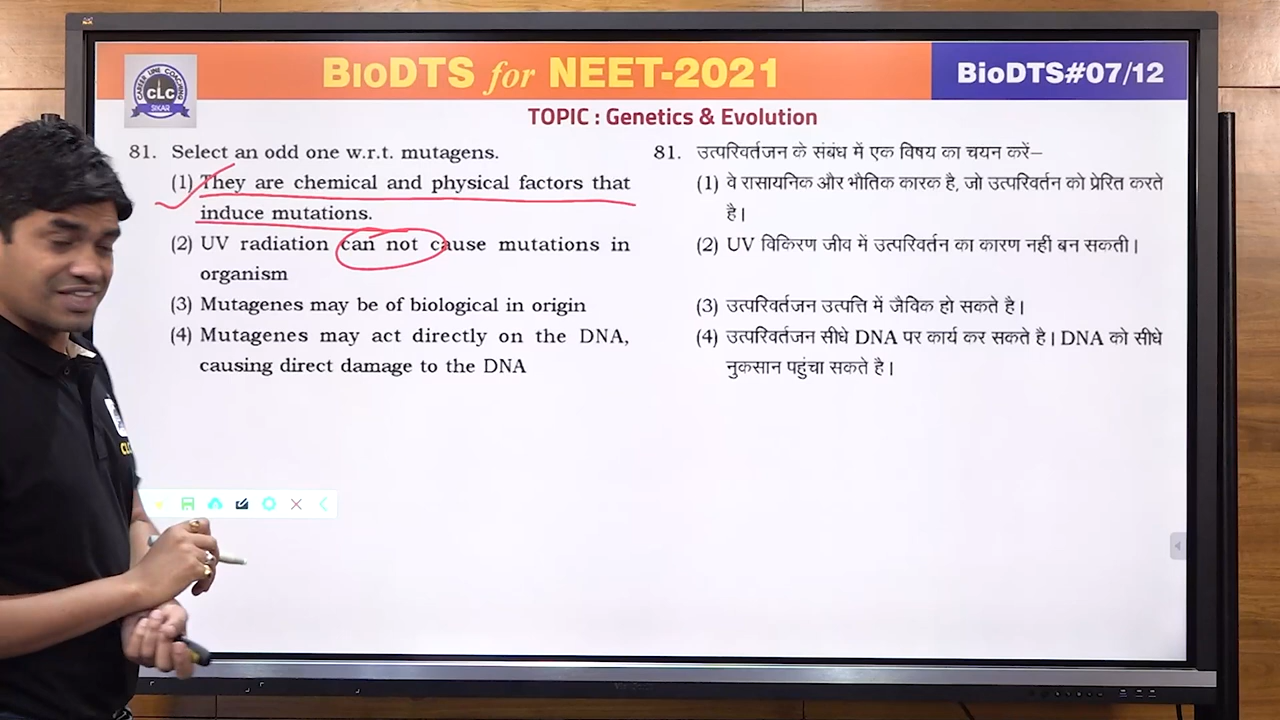 BIODTS for NEET-2021
BioDTS#07/12
CAREER LINE COACHING
CLC
SIKAR
TOPIC : Genetics & Evolution
81. Select an odd one w.r.t. mutagens.
(1) They are chemical and physical factors that
induce mutations.
(2) UV radiation can not cause mutations in
organism
(3) Mutagenes may be of biological in origin
(4) Mutagenes may act directly on the DNA,
causing direct damage to the DNA
81. उत्परिवर्तजन के संबंध में एक विषय का चयन करें–
(1) वे रासायनिक और भौतिक कारक है, जो उत्परिवर्तन को प्रेरित करते
है।
(2) UV विकिरण जीव में उत्परिवर्तन का कारण नहीं बन सकती।
(3) उत्परिवर्तजन उत्पत्ति में जैविक हो सकते है।
(4) उत्परिवर्तजन सीधे DNA पर कार्य कर सकते है। DNA को सीधे
नुकसान पहुंचा सकते है।